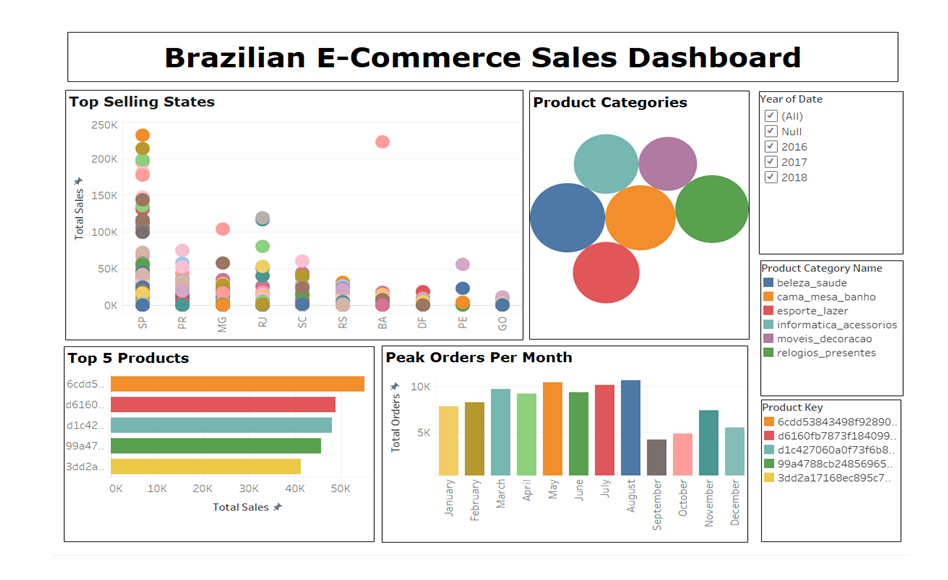 Brazilian E-Commerce Sales Dashboard
Top Selling States
250K
200K
150K
100K
50K
0K
Total Sales
SP
PR
MG
RJ
SC
RS
BA
DF
PE
GO
Product Categories
Year of Date
(All)
Null
2016
2017
2018
Product Category Name
beleza_saude
cama_mesa_banho
esporte_lazer
informatica_acessorios
moveis_decoracao
relogios_presentes
Top 5 Products
6cdd5..
d6160..
d1c42..
99a47..
3dd2a..
0K 10K 20K 30K 40K 50K
Total Sales
Peak Orders Per Month
10K
5K
Total Orders
January
February
March
April
May
June
July
August
September
October
November
December
Product Key
6cdd53843498f92890..
d6160fb7873f184099..
d1c427060a0f73f6b8..
99a4788cb24856965..
3dd2a17168ec895c7..